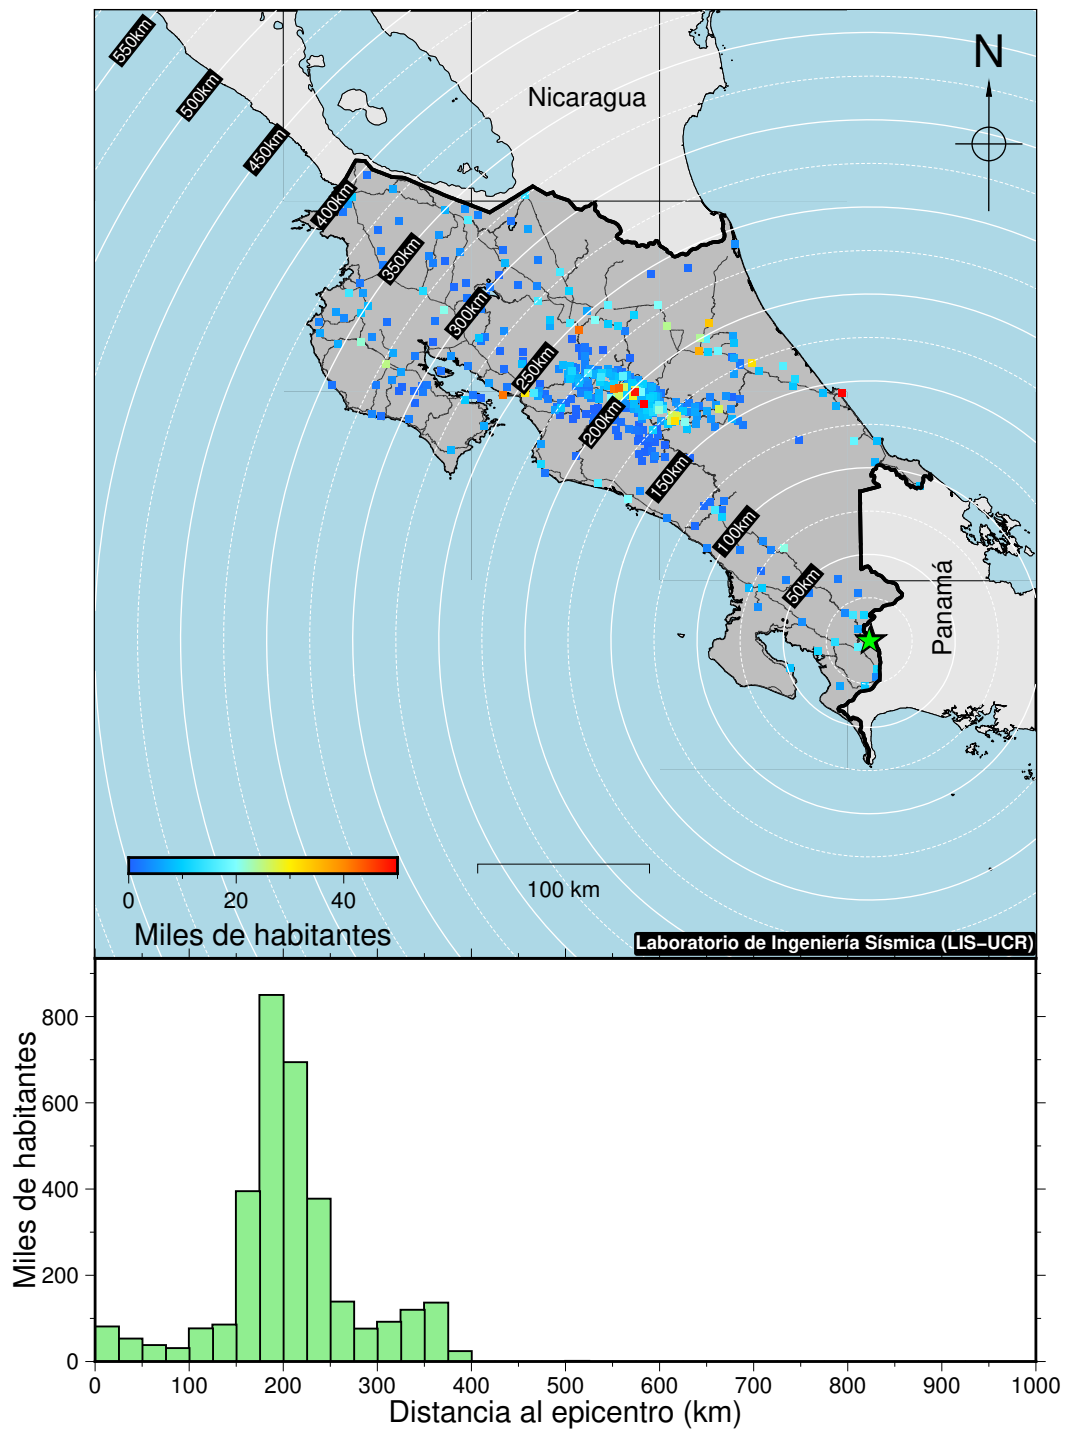 550km
500km
450km
400km
350km
300km
250km
200km
150km
100km
50km
Nicaragua
N
Panamá
0
20
40
Miles de habitantes
100 km
Laboratorio de Ingeniería Sísmica (LIS−UCR)
Miles de habitantes
800
600
400
200
0
0 100 200 300 400 500 600 700 800 900 1000
Distancia al epicentro (km)